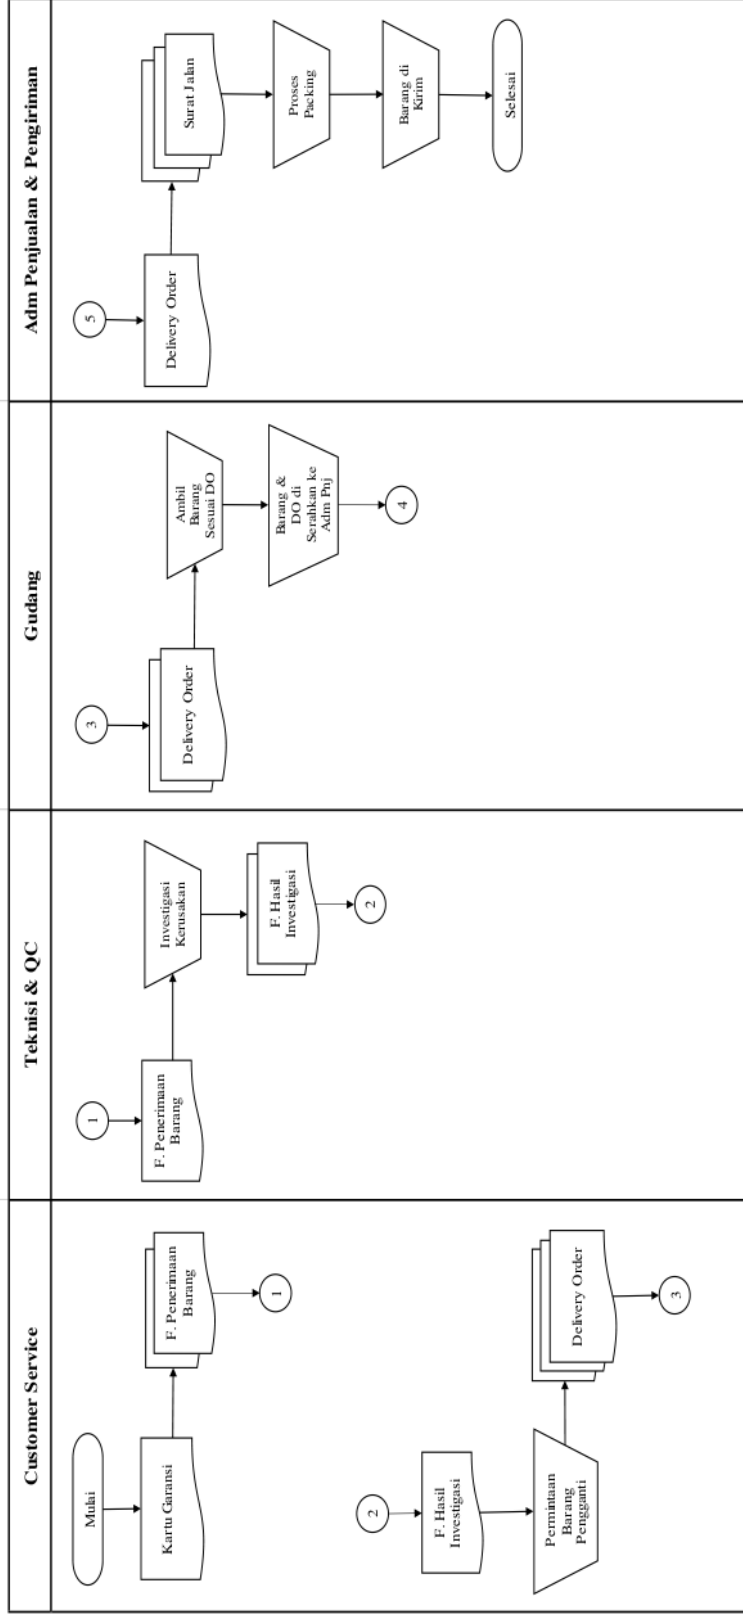 Customer Service
Mulai
Kartu Garansi
F. Penerimaan
Barang
1
2
F. Hasil
Investigasi
Permintaan
Barang
Pengganti
Delivery Order
3
Teknisi & QC
1
F. Penerimaan
Barang
Investigasi
Kerusakan
F. Hasil
Investigasi
2
Gudang
3
Delivery Order
Ambil
Barang
Sesuai DO
Barang &
DO di
Serahkan ke
Adm Pnj
4
Adm Penjualan & Pengiriman
5
Delivery Order
Surat Jalan
Proses
Packing
Barang di
Kirim
Selesai